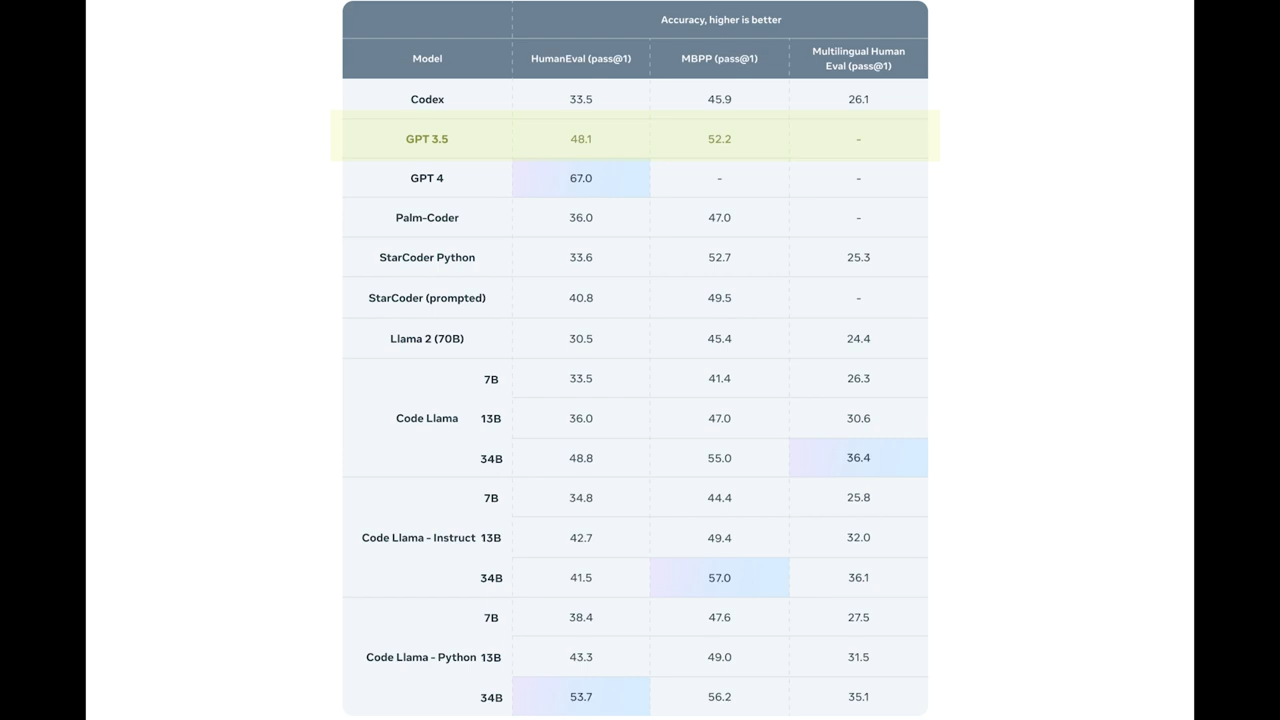 Accuracy, higher is better
Model HumanEval (pass@1) MBPP (pass@1) Multilingual Human
Eval (pass@1)
Codex 33.5 45.9 26.1
GPT 3.5 48.1 52.2 -
GPT 4 67.0 - -
Palm-Coder 36.0 47.0 -
StarCoder Python 33.6 52.7 25.3
StarCoder (prompted) 40.8 49.5 -
Llama 2 (70B) 30.5 45.4 24.4
7B 33.5 41.4 26.3
Code Llama 13B 36.0 47.0 30.6
34B 48.8 55.0 36.4
7B 34.8 44.4 25.8
Code Llama - Instruct 13B 42.7 49.4 32.0
34B 41.5 57.0 36.1
7B 38.4 47.6 27.5
Code Llama - Python 13B 43.3 49.0 31.5
34B 53.7 56.2 35.1